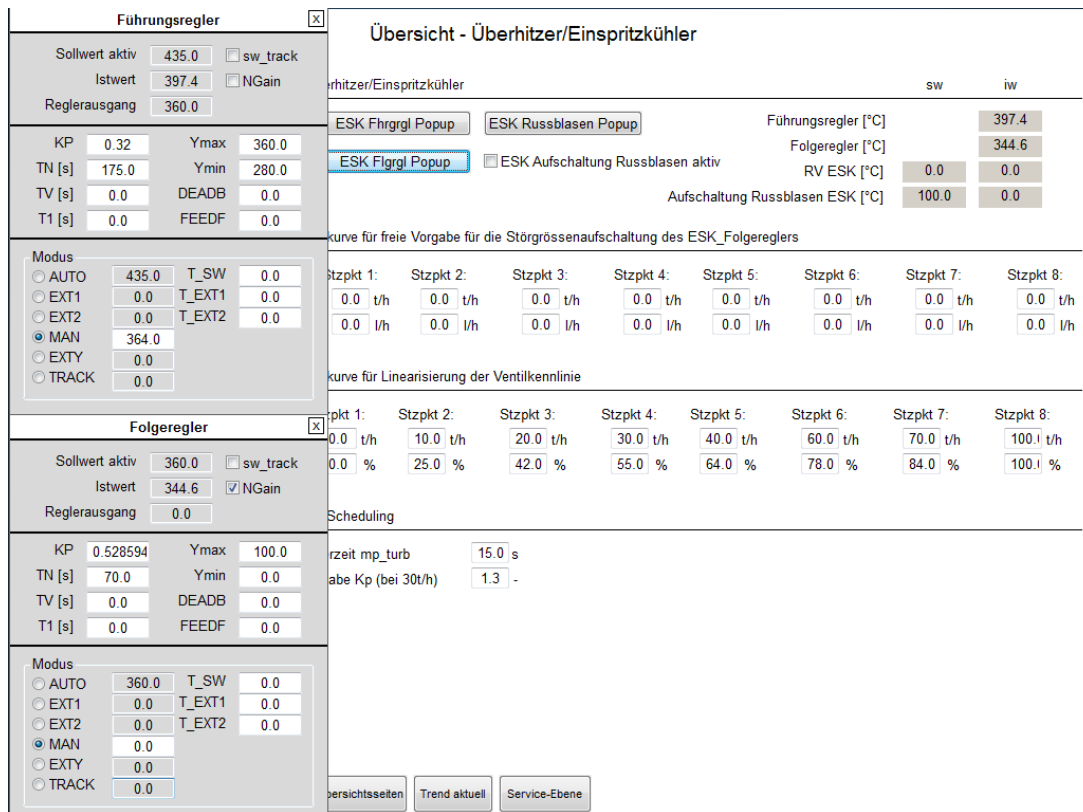 Führungsregler X
Sollwert aktiv 435.0 sw_track
Istwert 397.4 NGain
Reglerausgang 360.0
KP 0.32 Ymax 360.0
TN [s] 175.0 Ymin 280.0
TV [s] 0.0 DEADB 0.0
T1 [s] 0.0 FEEDF 0.0
Modus
AUTO 435.0 T_SW 0.0
EXT1 0.0 T_EXT1 0.0
EXT2 0.0 T_EXT2 0.0
MAN 364.0
EXTY 0.0
TRACK 0.0
Folgeregler X
Sollwert aktiv 360.0 sw_track
Istwert 344.6 NGain
Reglerausgang 0.0
KP 0.528594 Ymax 100.0
TN [s] 70.0 Ymin 0.0
TV [s] 0.0 DEADB 0.0
T1 [s] 0.0 FEEDF 0.0
Modus
AUTO 360.0 T_SW 0.0
EXT1 0.0 T_EXT1 0.0
EXT2 0.0 T_EXT2 0.0
MAN 0.0
EXTY 0.0
TRACK 0.0
Übersicht - Überhitzer/Einspritzkühler
erhitzer/Einspritzkühler sw iw
ESK Fhrgrgl Popup ESK Russblasen Popup Führungsregler [°C] 397.4
Folgeregler [°C] 344.6
ESK Flgrgl Popup ESK Aufschaltung Russblasen aktiv RV ESK [°C] 0.0 0.0
Aufschaltung Russblasen ESK [°C] 100.0 0.0
kurve für freie Vorgabe für die Störgrössenaufschaltung des ESK_Folgereglers
Stzpkt 1: Stzpkt 2: Stzpkt 3: Stzpkt 4: Stzpkt 5: Stzpkt 6: Stzpkt 7: Stzpkt 8:
0.0 t/h 0.0 t/h 0.0 t/h 0.0 t/h 0.0 t/h 0.0 t/h 0.0 t/h 0.0 t/h
0.0 l/h 0.0 l/h 0.0 l/h 0.0 l/h 0.0 l/h 0.0 l/h 0.0 l/h 0.0 l/h
kurve für Linearisierung der Ventilkennlinie
zpkt 1: Stzpkt 2: Stzpkt 3: Stzpkt 4: Stzpkt 5: Stzpkt 6: Stzpkt 7: Stzpkt 8:
0.0 t/h 10.0 t/h 20.0 t/h 30.0 t/h 40.0 t/h 60.0 t/h 70.0 t/h 100. t/h
0.0 % 25.0 % 42.0 % 55.0 % 64.0 % 78.0 % 84.0 % 100. %
Scheduling
erzeit mp_turb 15.0 s
abe Kp (bei 30t/h) 1.3 -
bersichtsseiten Trend aktuell Service-Ebene